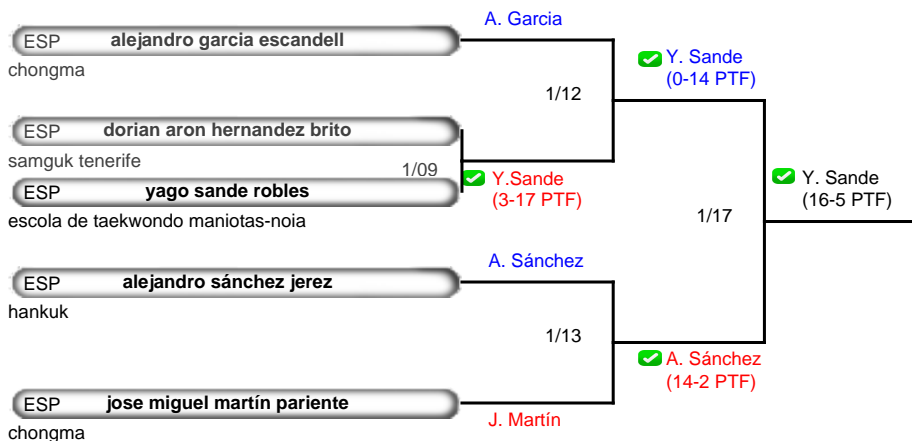 A. Garcia
ESP alejandro garcia escandell
chongma
Y. Sande
(0-14 PTF)
1/12
ESP dorian aron hernandez brito
samguk tenerife
1/09
Y.Sande
(3-17 PTF)
ESP yago sande robles
escola de taekwondo maniotas-noia
Y. Sande
(16-5 PTF)
1/17
A. Sánchez
ESP alejandro sánchez jerez
hankuk
1/13
A. Sánchez
(14-2 PTF)
ESP jose miguel martín pariente
chongma
J. Martín